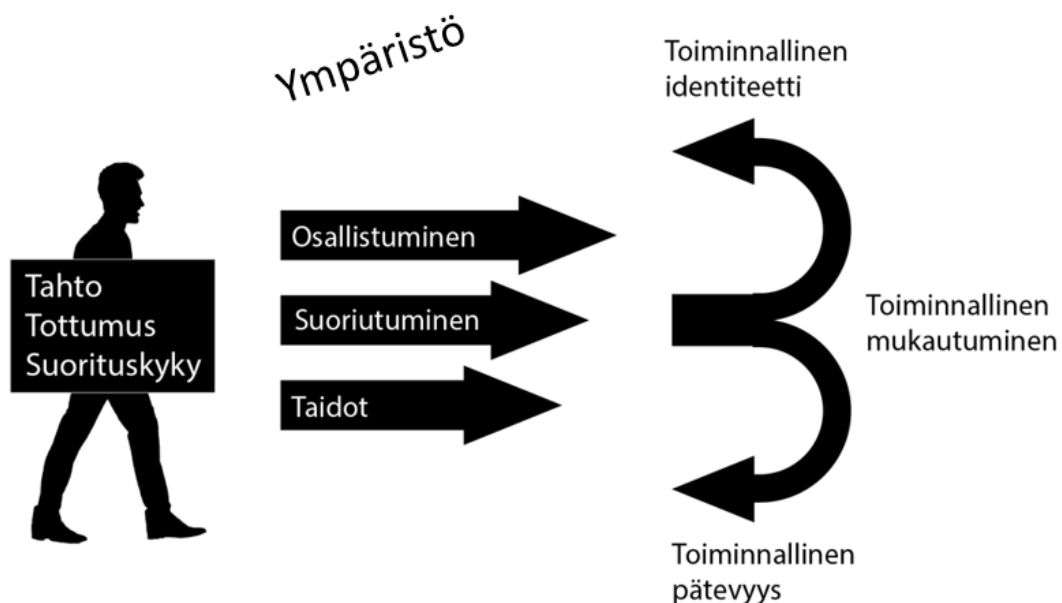 Ympäristö
Tahto
Tottumus
Suorituskyky
Osallistuminen
Suoriutuminen
Taidot
Toiminnallinen
identiteetti
Toiminnallinen
mukautuminen
Toiminnallinen
pätevyys